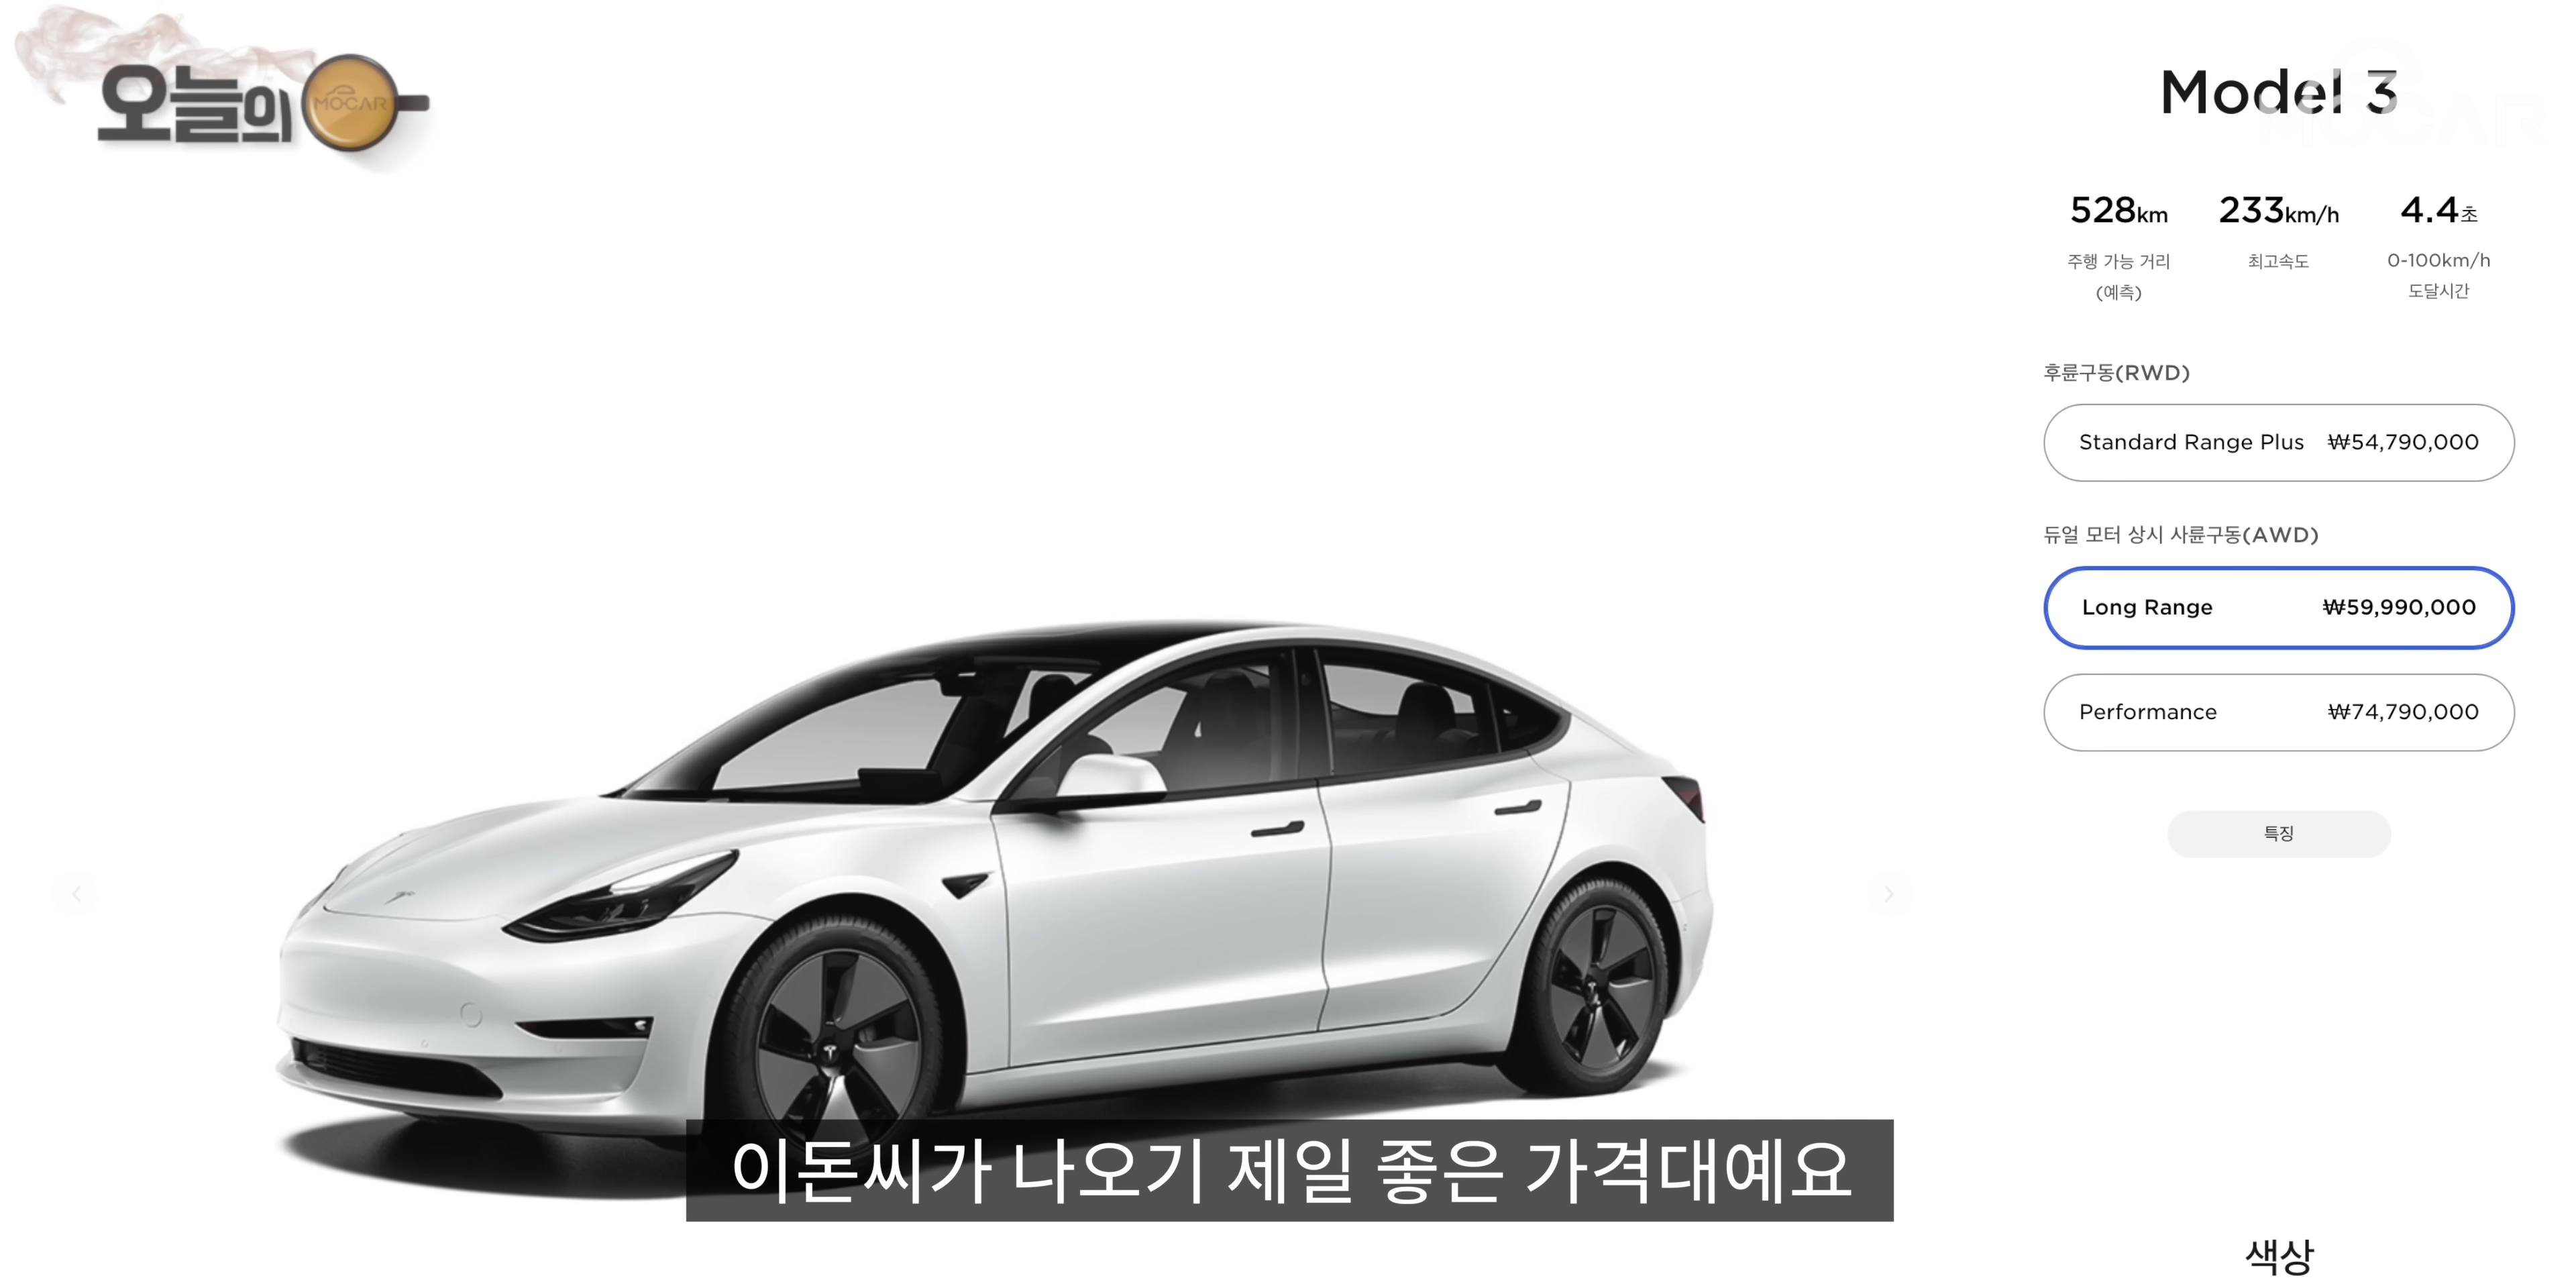 오늘의 MOCAR
Model 3
528km
233km/h
4.4초
주행 가능 거리
(예측)
최고속도
0-100km/h
도달시간
후륜구동(RWD)
Standard Range Plus ₩54,790,000
듀얼 모터 상시 사륜구동(AWD)
Long Range ₩59,990,000
Performance ₩74,790,000
특징
이돈씨가 나오기 제일 좋은 가격대예요
색상